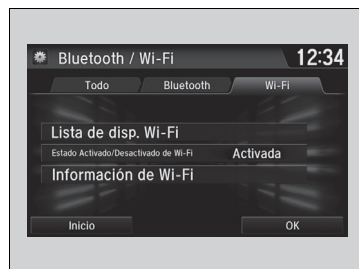 Bluetooth / Wi-Fi 12:34
Todo Bluetooth Wi-Fi
Lista de disp. Wi-Fi
Estado Activado/Desactivado de Wi-Fi Activada
Información de Wi-Fi
Inicio OK